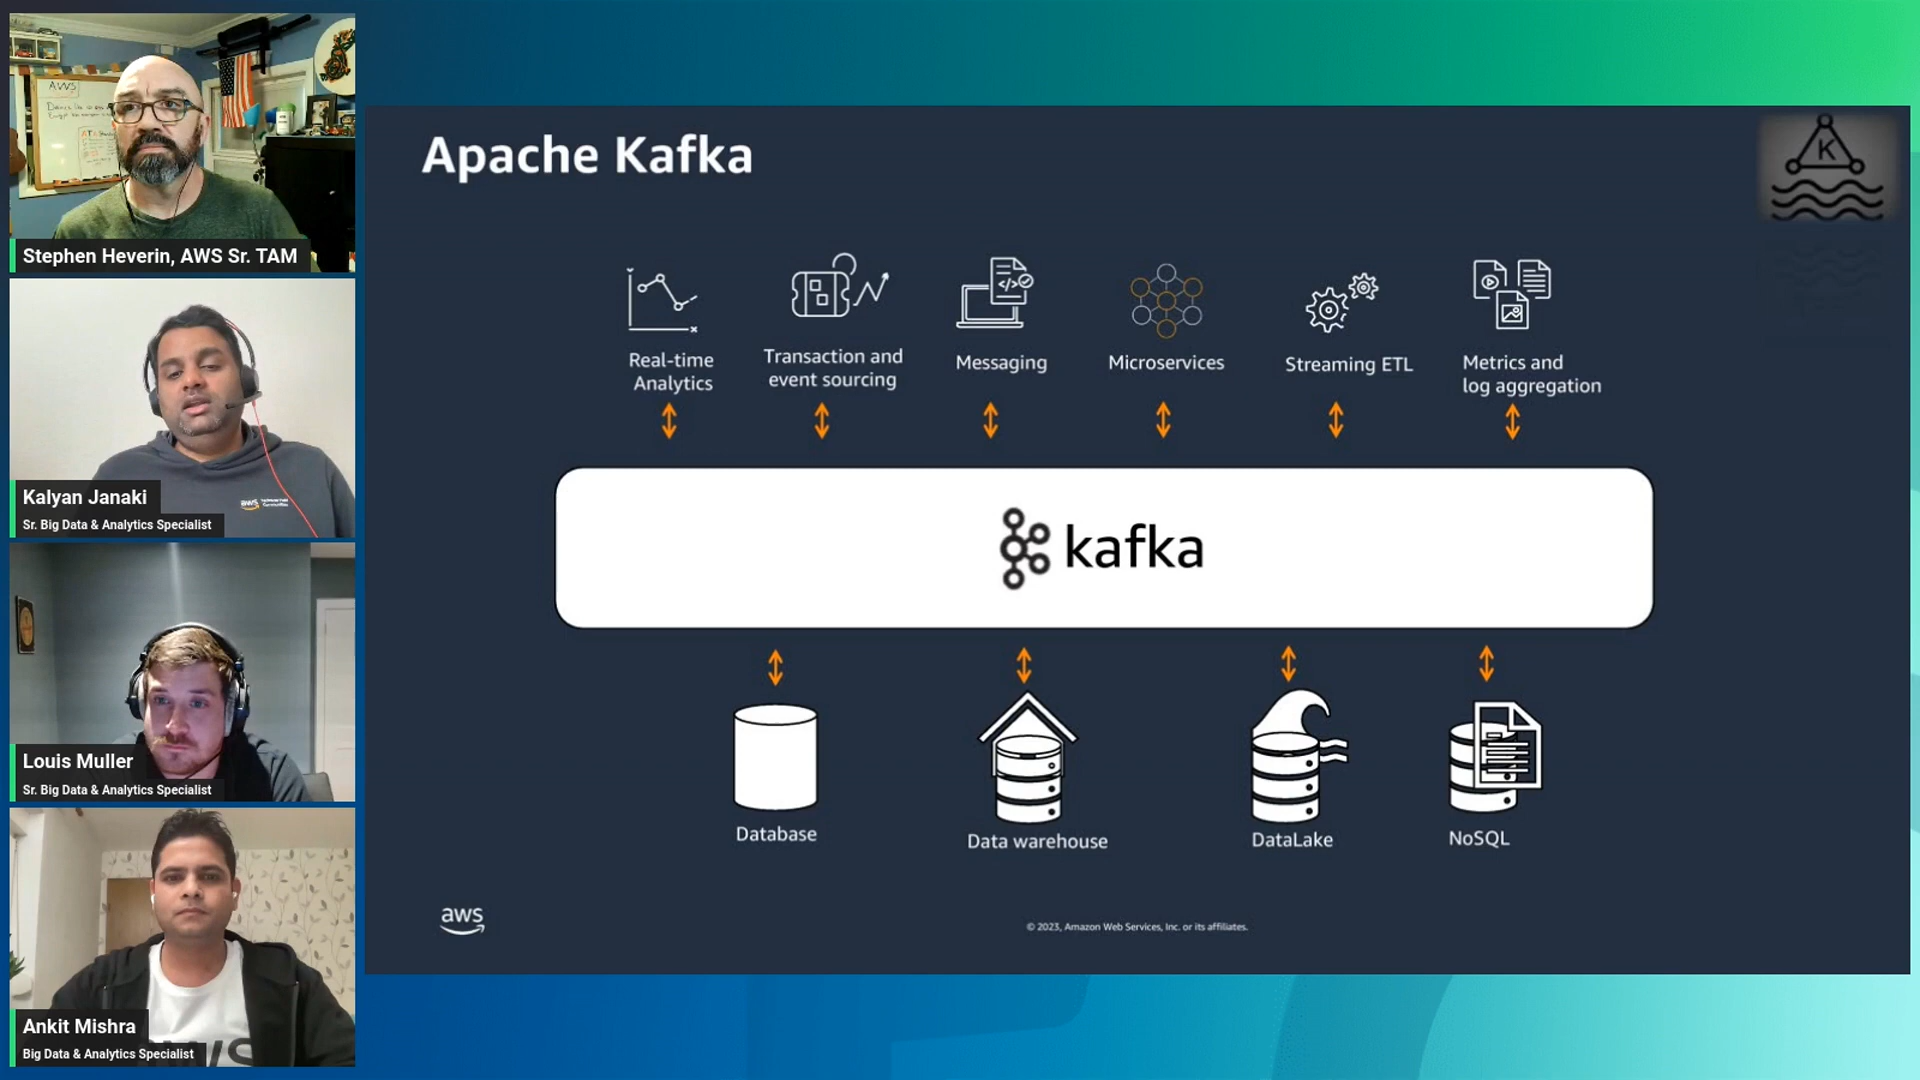 AWS
Stephen Heverin, AWS Sr. TAM
aws
Kalyan Janaki
Sr. Big Data & Analytics Specialist
Louis Muller
Sr. Big Data & Analytics Specialist
Ankit Mishra
Big Data & Analytics Specialist
Apache Kafka
K
Real-time
Analytics
Transaction and
event sourcing
</>
Messaging
Microservices
Streaming ETL
Metrics and
log aggregation
kafka
Database
Data warehouse
DataLake
NoSQL
aws
© 2023, Amazon Web Services, Inc. or its affiliates.